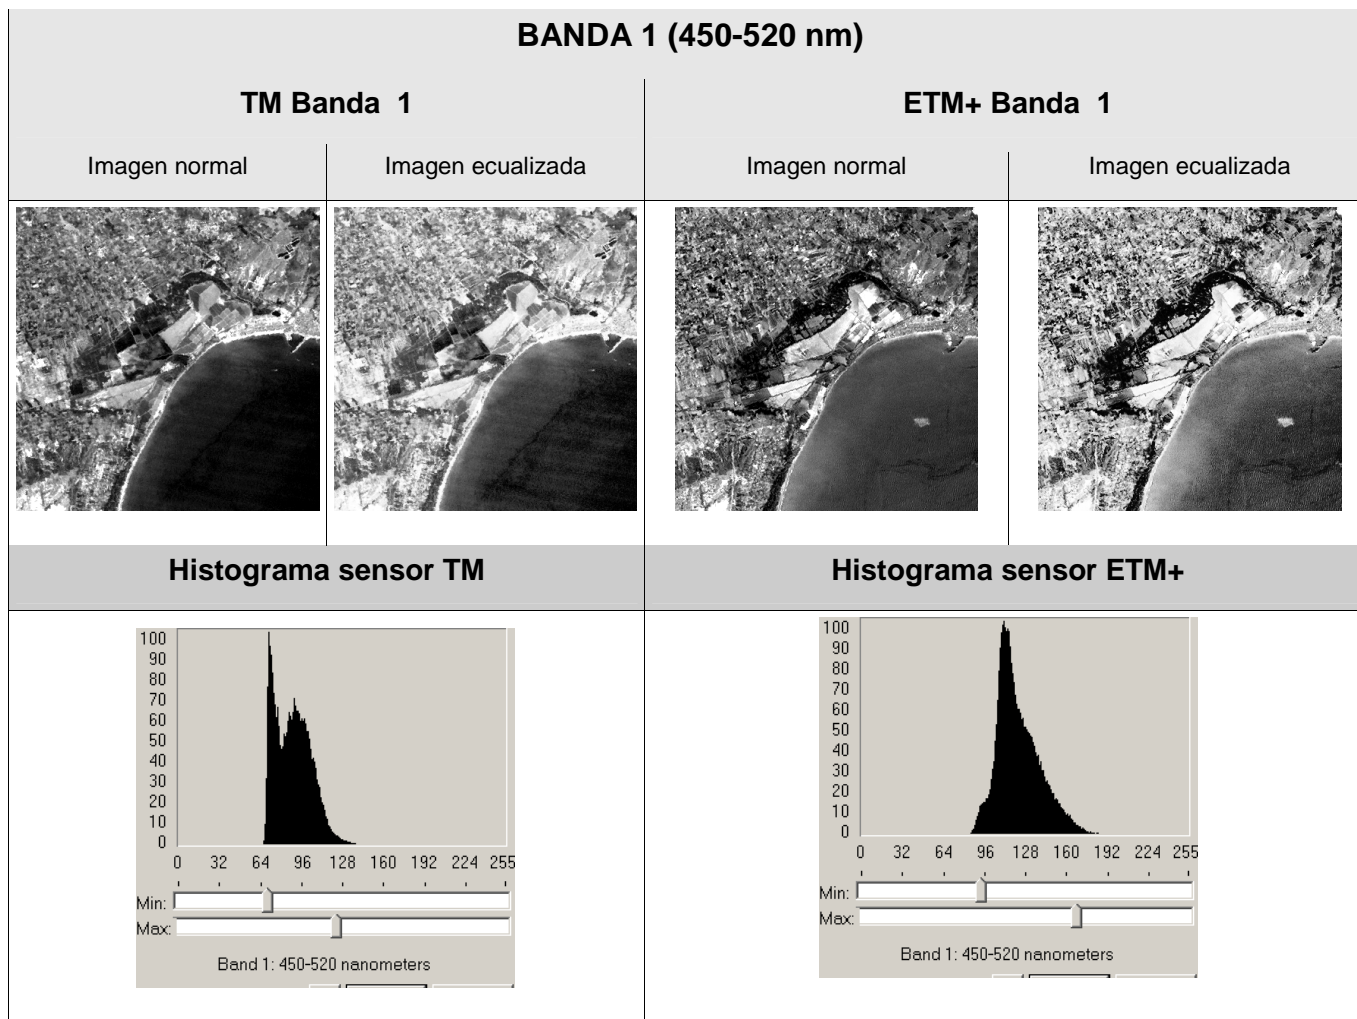 BANDA 1 (450-520 nm)
TM Banda 1
ETM+ Banda 1
Imagen normal
Imagen ecualizada
Imagen normal
Imagen ecualizada
Histograma sensor TM
Histograma sensor ETM+
100
90
80
70
60
50
40
30
20
10
0
0 32 64 96 128 160 192 224 255
Min:
Max:
Band 1: 450-520 nanometers
100
90
80
70
60
50
40
30
20
10
0
0 32 64 96 128 160 192 224 255
Min:
Max:
Band 1: 450-520 nanometers